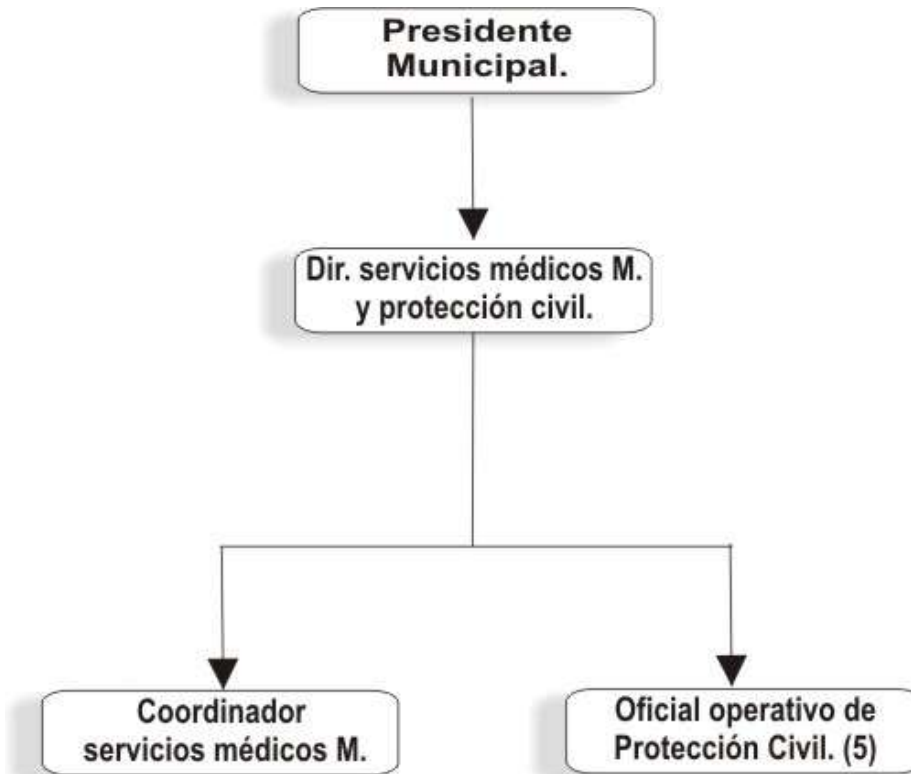 Presidente
Municipal.
Dir. servicios médicos M.
y protección civil.
Coordinador
servicios médicos M.
Oficial operativo de
Protección Civil. (5)